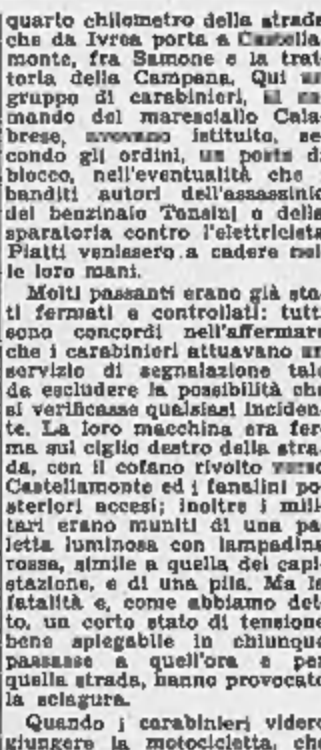 quarto chilometro della strada
che da Ivrea porta a Castella
monte, fra Samone e la trat
toria della Campana. Qui un
gruppo di carabinieri, al co
mando del maresciallo Cala
brese, avevano istituito, se
condo gli ordini, un posto di
blocco, nell'eventualità che i
banditi autori dell'assassinio
del benzinaio Tonsini o della
sparatoria contro l'elettricista
Piatti venissero a cadere nel
le loro mani.
Molti passanti erano già sta
ti fermati e controllati: tutti
sono concordi nell'affermare
che i carabinieri attuavano un
servizio di segnalazione tale
da escludere la possibilità che
si verificasse qualsiasi inciden
te. La loro macchina era fer
ma sul ciglio destro della stra
da, con il cofano rivolto verso
Castellamonte ed i fanalini po
steriori accesi; inoltre i mili
tari erano muniti di una pa
letta luminosa con lampadina
rossa, simile a quella dei capi
stazione, e di una pila. Ma la
fatalità e, come abbiamo det
to, un certo stato di tensione
bene spiegabile in chiunque
passasse a quell'ora e per
quella strada, hanno provocato
la sciagura.
Quando i carabinieri videro
giungere la motocicletta, che